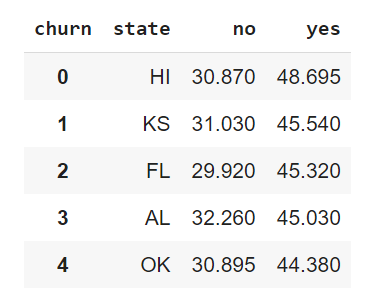 churn state no yes
0 HI 30.870 48.695
1 KS 31.030 45.540
2 FL 29.920 45.320
3 AL 32.260 45.030
4 OK 30.895 44.380